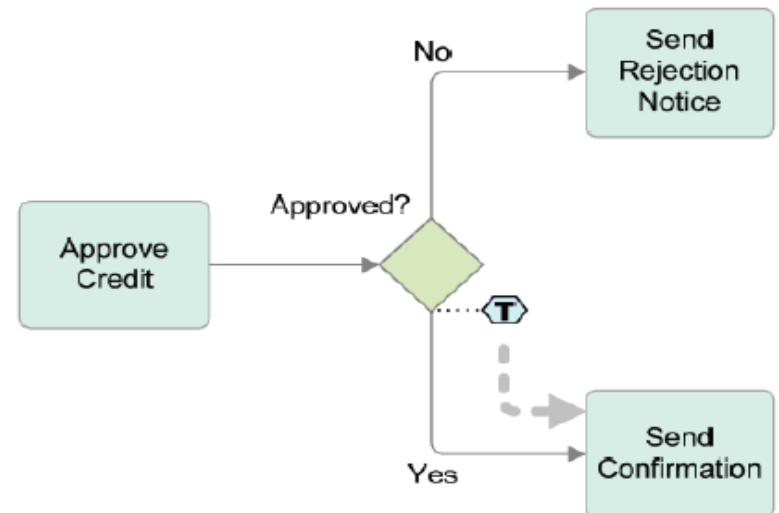 No
Send
Rejection
Notice
Approved?
Approve
Credit
T
Send
Confirmation
Yes